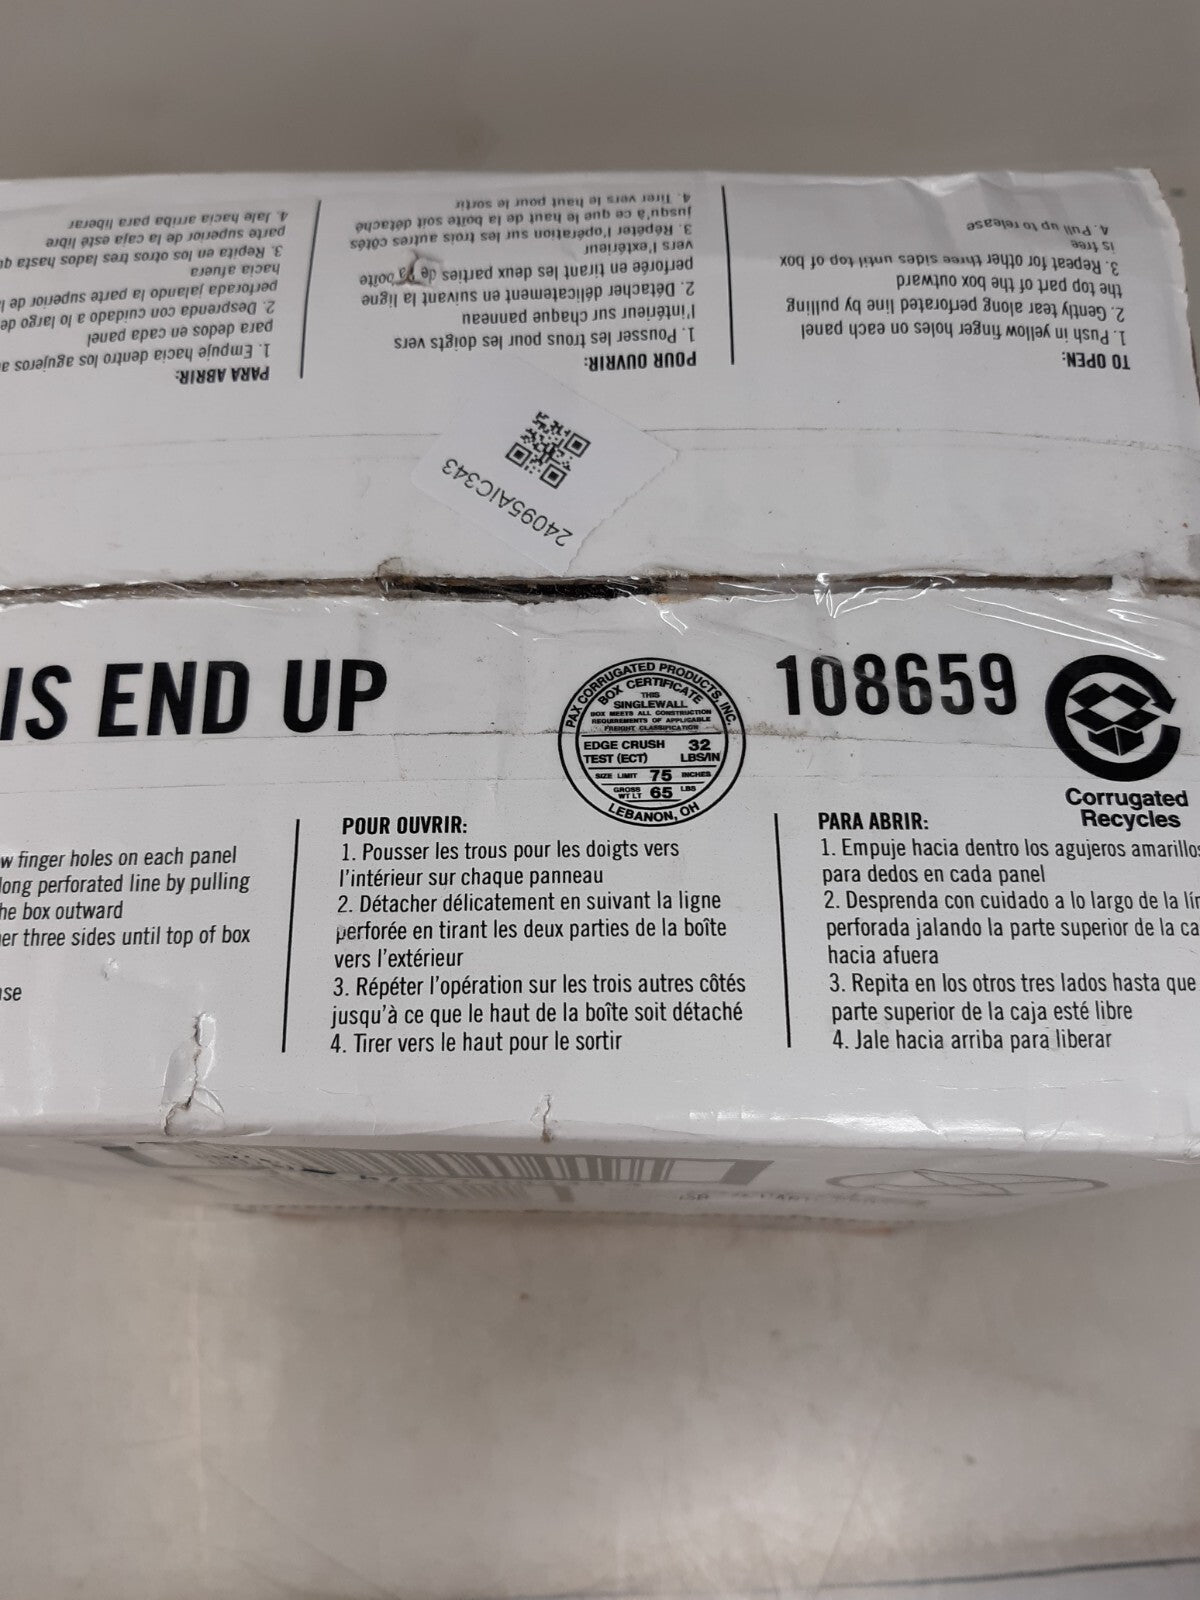 TO OPEN:
1. Push in yellow finger holes on each panel
2. Gently tear along perforated line by pulling
the top part of the box outward
3. Repeat for other three sides until top of box
is free
4. Pull up to release
POUR OUVRIR:
1. Pousser les trous pour les doigts vers
l'intérieur sur chaque panneau
2. Détacher délicatement en suivant la ligne
perforée en tirant les deux parties de boîte
vers l'extérieur
3. Répéter l'opération sur les trois autres côtés
jusqu'à ce que le haut de la boîte soit détaché
4. Tirer vers le haut pour le sortir
PARA ABRIR:
1. Empuje hacia dentro los agujeros
para dedos en cada panel
2. Desprenda con cuidado a lo largo de
perforada jalando la parte superior de
hacia afuera
3. Repita en los otros tres lados hasta
parte superior de la caja esté libre
4. Jale hacia arriba para liberar
24095AIC343
IS END UP
PAX CORRUGATED PRODUCTS, INC.
BOX CERTIFICATE
THIS
SINGLEWALL
BOX MEETS ALL CONSTRUCTION
REQUIREMENTS OF APPLICABLE
FREIGHT CLASSIFICATION
EDGE CRUSH 32
TEST (ECT) LBS/IN
SIZE LIMIT 75 INCHES
GROSS WT LT 65 LBS
LEBANON, OH
108659
Corrugated
Recycles
w finger holes on each panel
long perforated line by pulling
he box outward
er three sides until top of box
ase
POUR OUVRIR:
1. Pousser les trous pour les doigts vers
l'intérieur sur chaque panneau
2. Détacher délicatement en suivant la ligne
perforée en tirant les deux parties de la boîte
vers l'extérieur
3. Répéter l'opération sur les trois autres côtés
jusqu'à ce que le haut de la boîte soit détaché
4. Tirer vers le haut pour le sortir
PARA ABRIR:
1. Empuje hacia dentro los agujeros amarillos
para dedos en cada panel
2. Desprenda con cuidado a lo largo de la lín
perforada jalando la parte superior de la ca
hacia afuera
3. Repita en los otros tres lados hasta que
parte superior de la caja esté libre
4. Jale hacia arriba para liberar